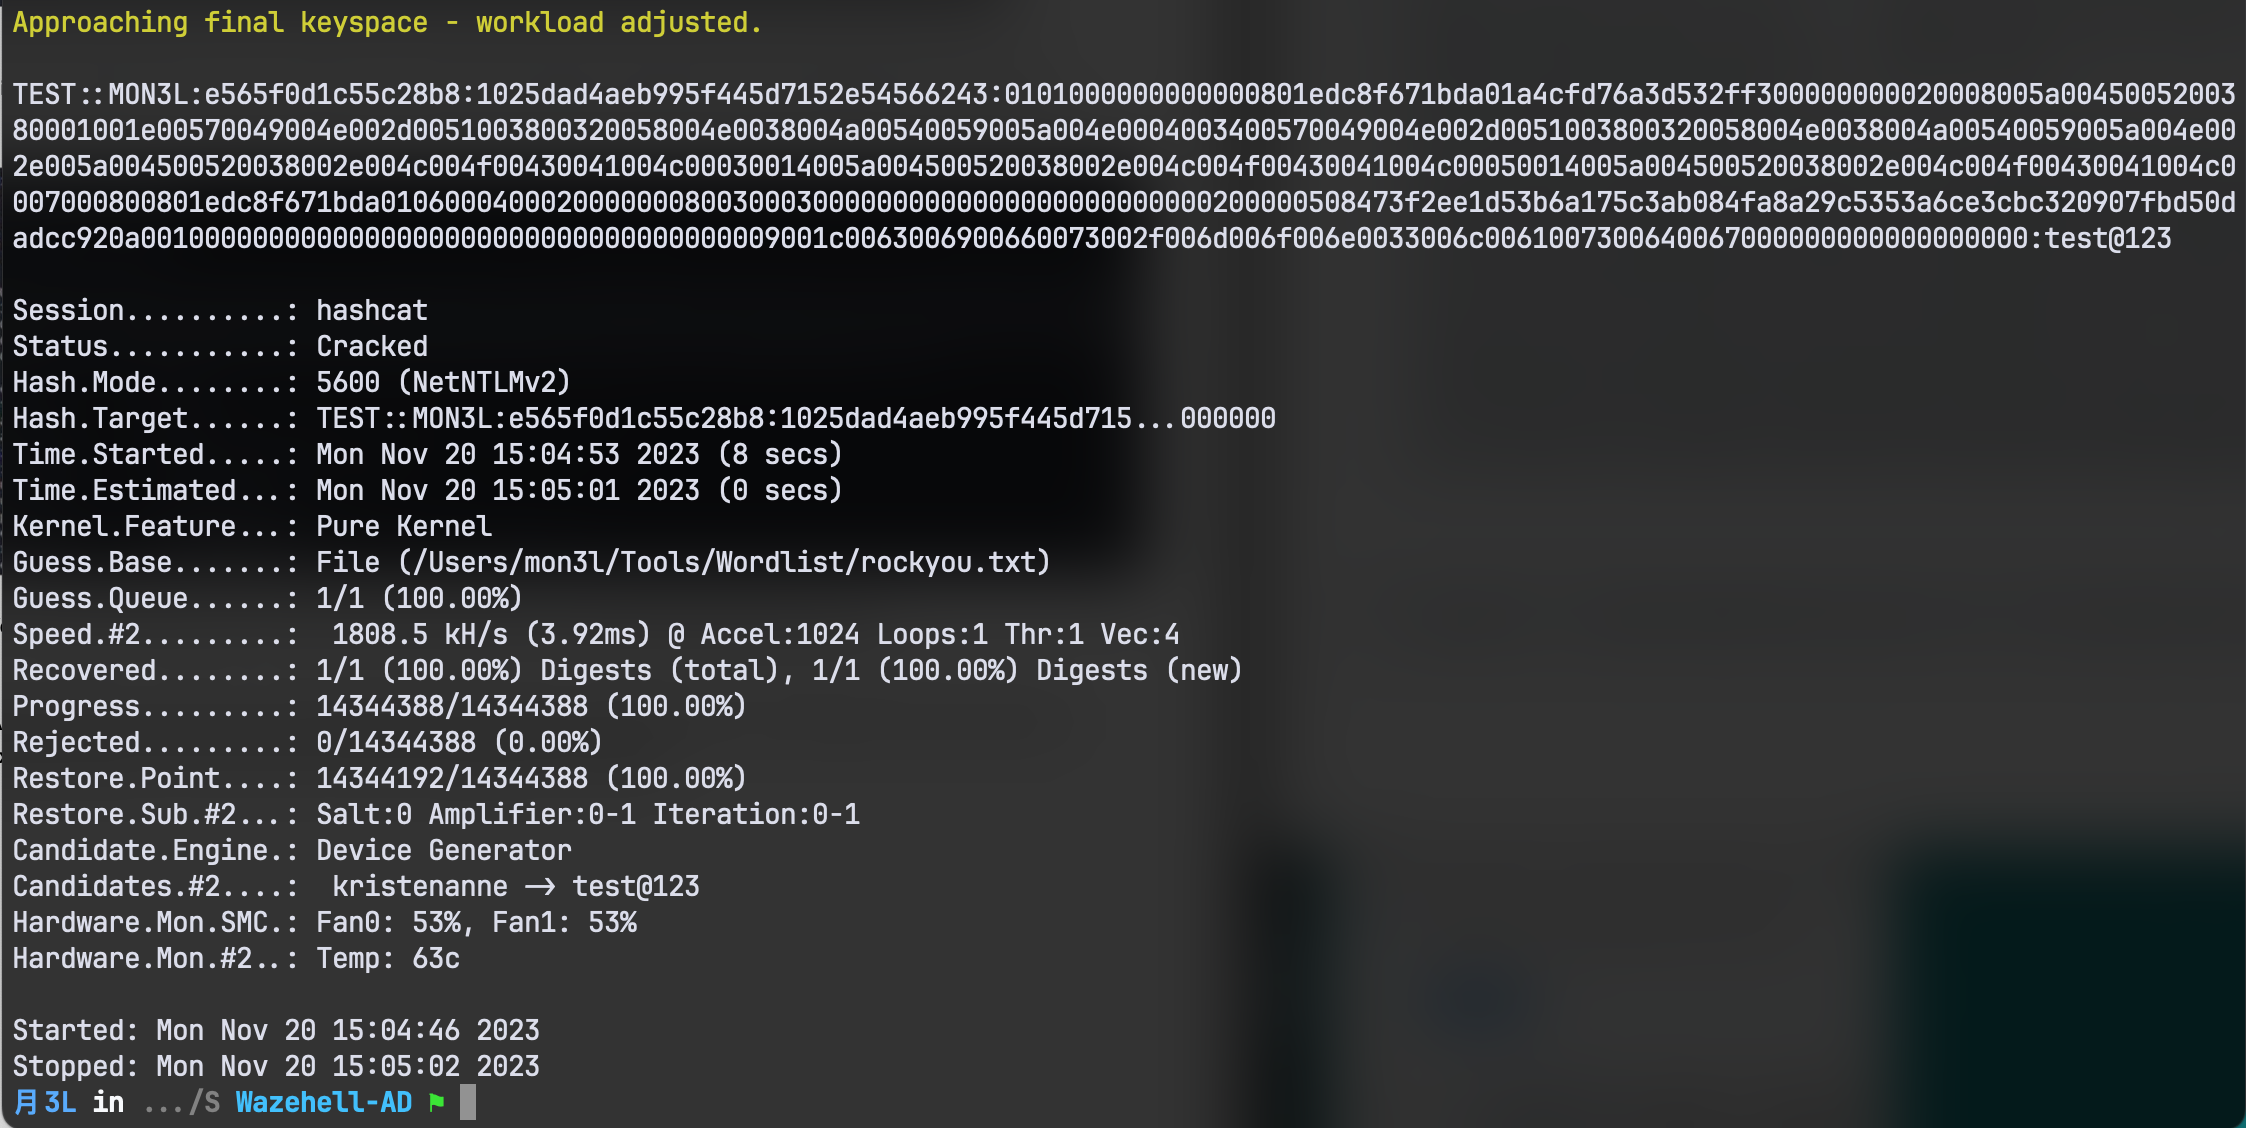 Approaching final keyspace - workload adjusted.
TEST::MON3L:e565f0d1c55c28b8:1025dad4aeb995f445d7152e54566243:0101000000000000801edc8f671bda01a4cfd76a3d532ff3000000000200080005a00450052003
80001001e00570049004e002d00510038003200580​04e0038004a00540059005a004e0004003400570049004e002d00510038003200580​04e0038004a00540059005a004e00
2e005a004500520038002e004c004f00430041004c00030014005a004500520038002e004c004f00430041004c00050014005a004500520038002e004c004f00430041004c0
007000800801edc8f671bda0106000400020000000800300030000000000000000000000000200000508473f2ee1d53b6a175c3ab084fa8a29c5353a6ce3cbc320907fbd50d
adcc920a001000000000000000000000000000000000000900​1c0063006900660073002f006d006f006e0033006c00610073006400670000000000000000000:test@123
Session..........: hashcat
Status...........: Cracked
Hash.Mode........: 5600 (NetNTLMv2)
Hash.Target......: TEST::MON3L:e565f0d1c55c28b8:1025dad4aeb995f445d715...000000
Time.Started.....: Mon Nov 20 15:04:53 2023 (8 secs)
Time.Estimated...: Mon Nov 20 15:05:01 2023 (0 secs)
Kernel.Feature...: Pure Kernel
Guess.Base.......: File (/Users/mon3l/Tools/Wordlist/rockyou.txt)
Guess.Queue......: 1/1 (100.00%)
Speed.#2.........:  1808.5 kH/s (3.92ms) @ Accel:1024 Loops:1 Thr:1 Vec:4
Recovered........: 1/1 (100.00%) Digests (total), 1/1 (100.00%) Digests (new)
Progress.........: 14344388/14344388 (100.00%)
Rejected.........: 0/14344388 (0.00%)
Restore.Point....: 14344192/14344388 (100.00%)
Restore.Sub.#2...: Salt:0 Amplifier:0-1 Iteration:0-1
Candidate.Engine.: Device Generator
Candidates.#2....:  kristenanne -> test@123
Hardware.Mon.SMC.: Fan0: 53%, Fan1: 53%
Hardware.Mon.#2..: Temp: 63c
Started: Mon Nov 20 15:04:46 2023
Stopped: Mon Nov 20 15:05:02 2023
月3L in .../S Wazehell-AD